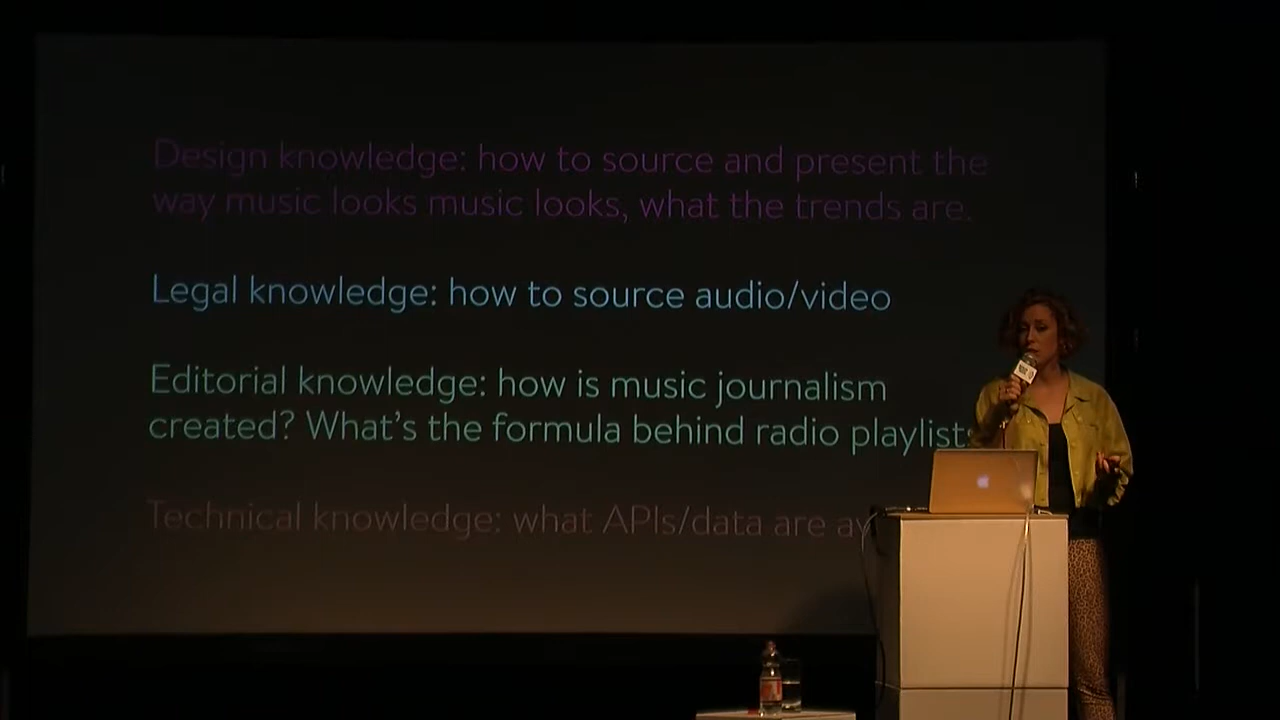 Design knowledge: how to source and present the
way music looks music looks, what the trends are.
Legal knowledge: how to source audio/video
Editorial knowledge: how is music journalism
created? What's the formula behind radio playlists
Technical knowledge: what APIs/data are